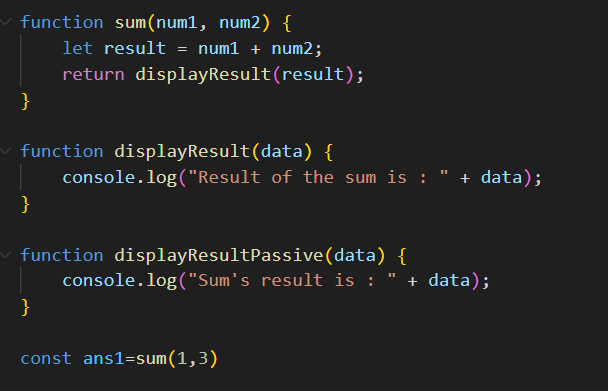 function sum(num1, num2) {
    let result = num1 + num2;
    return displayResult(result);
}
function displayResult(data) {
    console.log("Result of the sum is : " + data);
}
function displayResultPassive(data) {
    console.log("Sum's result is : " + data);
}
const ans1=sum(1,3)